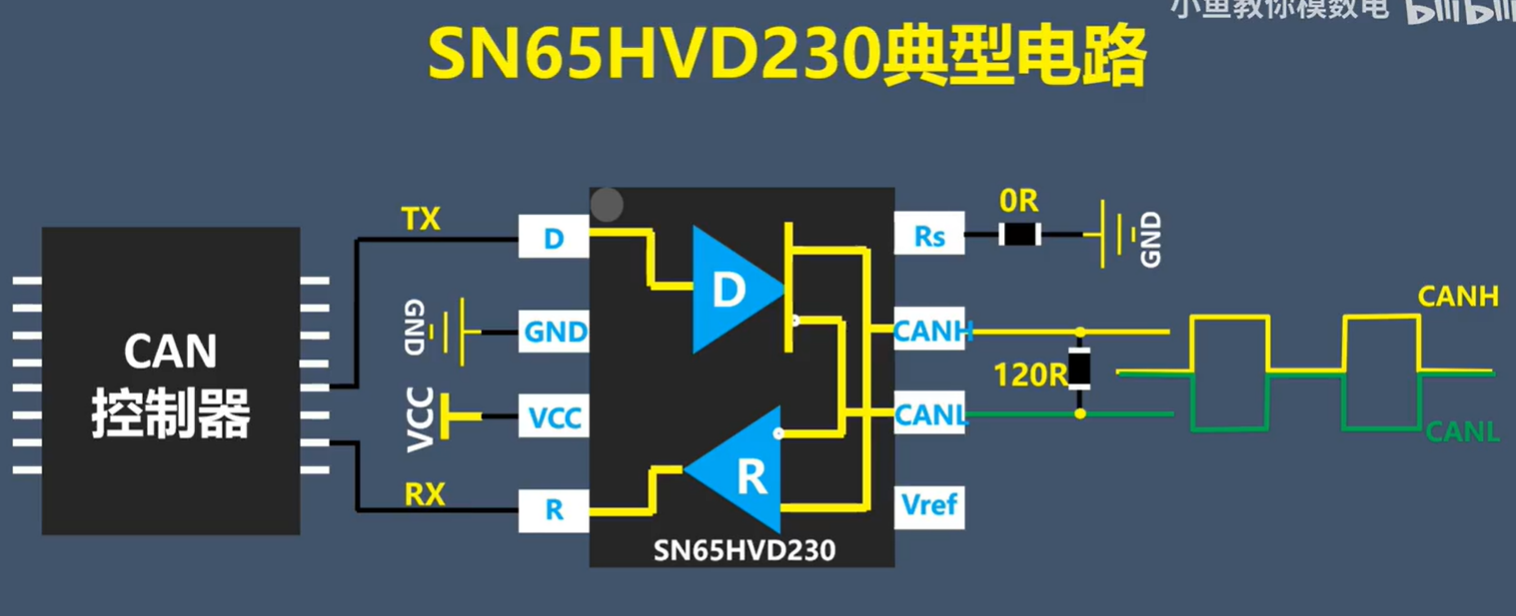 小鱼教你模数电 bilibili
SN65HVD230典型电路
CAN
控制器
TX
GND
VCC
RX
D
GND
VCC
R
D
R
SN65HVD230
Rs
CANH
CANL
Vref
0R
GND
120R
CANH
CANL